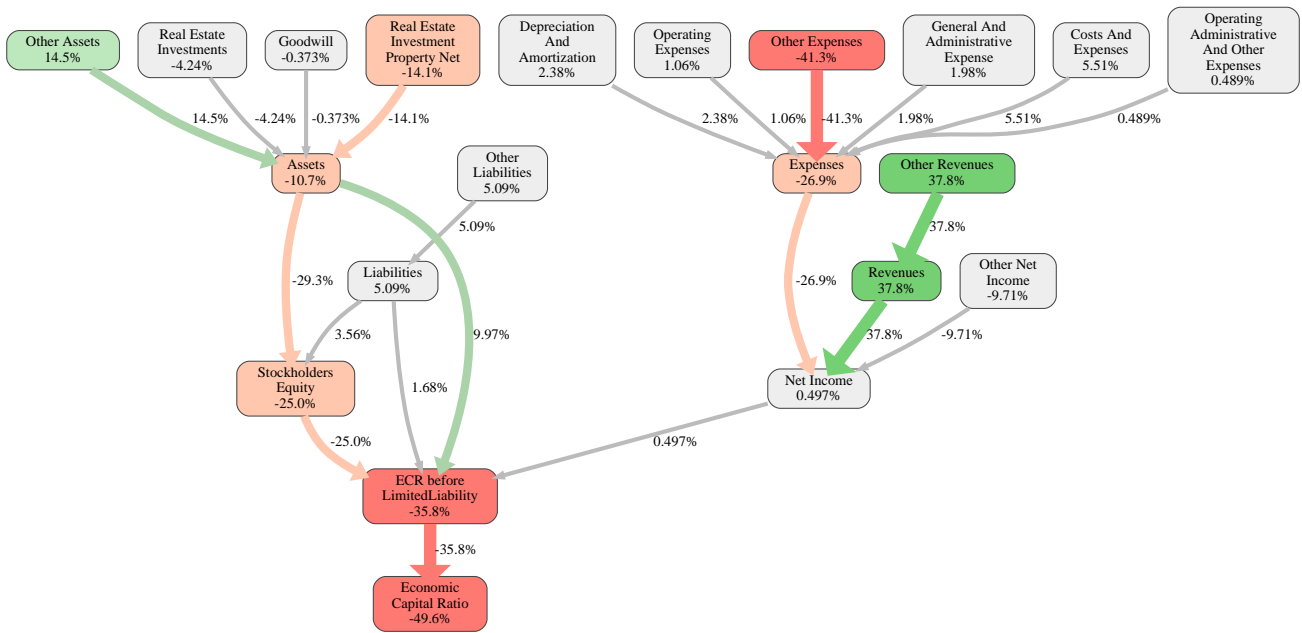 Other Assets
14.5%
Real Estate
Investments
-4.24%
Goodwill
-0.373%
Real Estate
Investment
Property Net
-14.1%
Depreciation
And
Amortization
2.38%
Operating
Expenses
1.06%
Other Expenses
-41.3%
General And
Administrative
Expense
1.98%
Costs And
Expenses
5.51%
Operating
Administrative
And Other
Expenses
0.489%
14.5%
-4.24%
-0.373%
-14.1%
2.38%
1.06%
-41.3%
1.98%
5.51%
0.489%
Assets
-10.7%
Other
Liabilities
5.09%
Expenses
-26.9%
Other Revenues
37.8%
5.09%
37.8%
Liabilities
5.09%
Revenues
37.8%
Other Net
Income
-9.71%
-29.3%
3.56%
9.97%
-26.9%
37.8%
-9.71%
Stockholders
Equity
-25.0%
1.68%
Net Income
0.497%
-25.0%
0.497%
ECR before
LimitedLiability
-35.8%
-35.8%
Economic
Capital Ratio
-49.6%